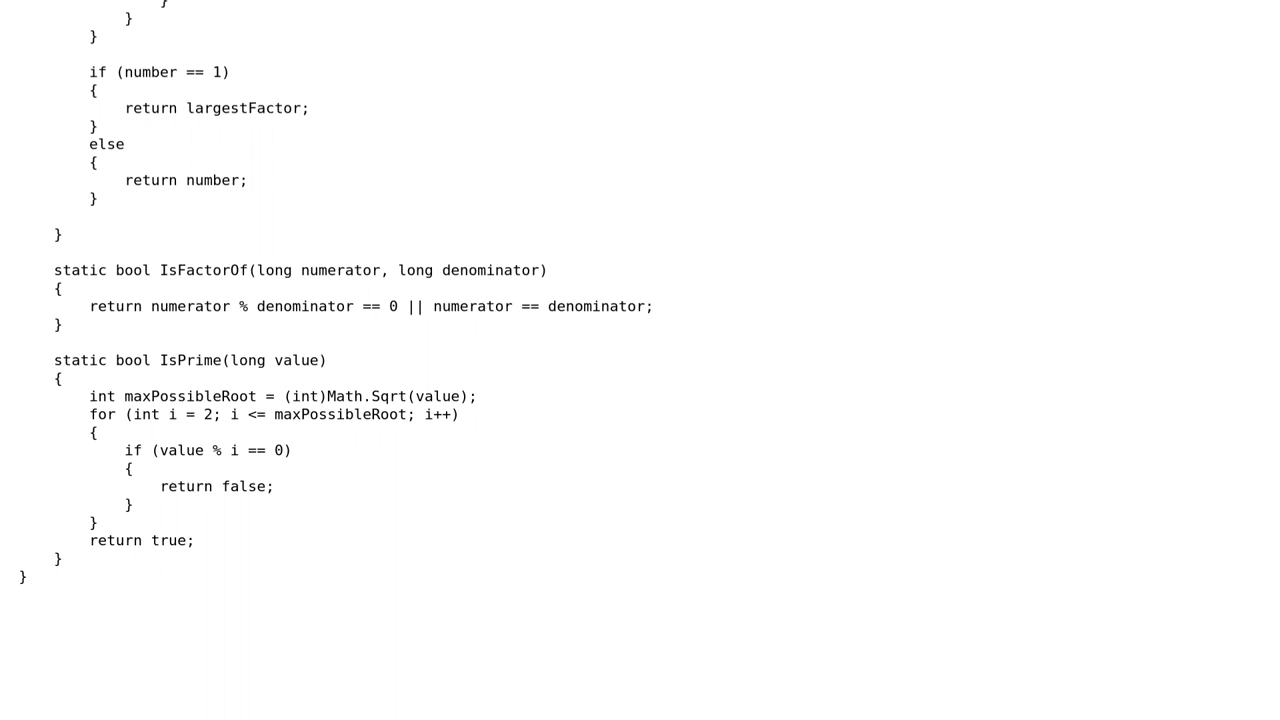 }
}
}
if (number == 1)
{
return largestFactor;
}
else
{
return number;
}
}
static bool IsFactorOf(long numerator, long denominator)
{
return numerator % denominator == 0 || numerator == denominator;
}
static bool IsPrime(long value)
{
int maxPossibleRoot = (int)Math.Sqrt(value);
for (int i = 2; i <= maxPossibleRoot; i++)
{
if (value % i == 0)
{
return false;
}
}
return true;
}
}